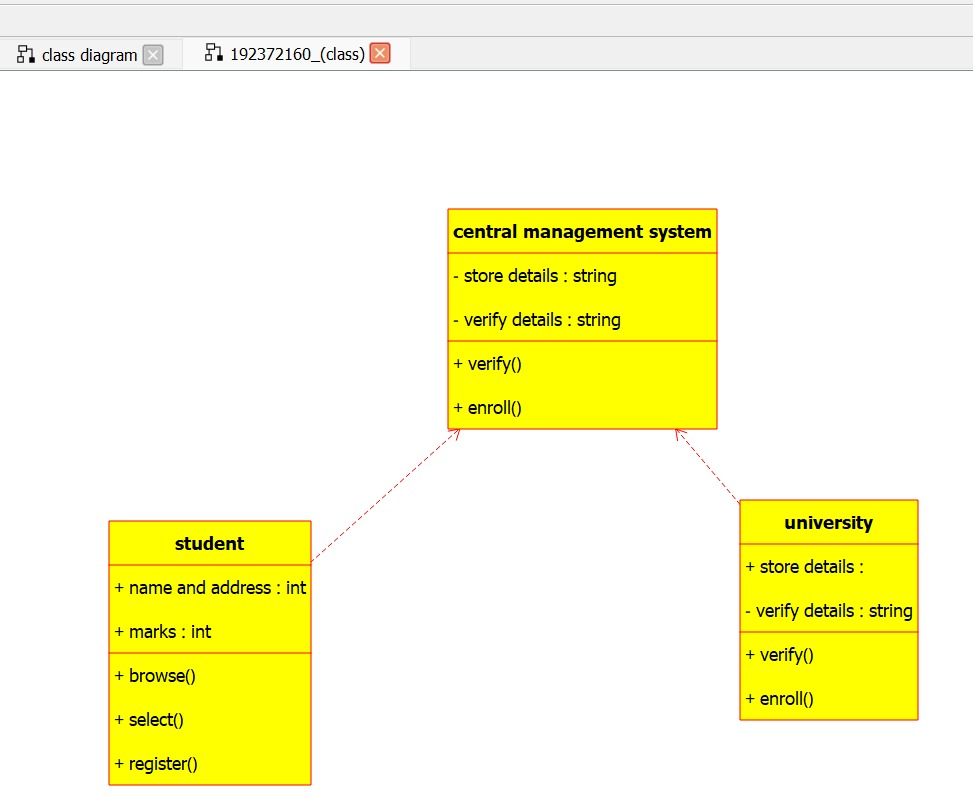 class diagram
192372160_(class)
central management system
- store details : string
- verify details : string
+ verify()
+ enroll()
student
+ name and address : int
+ marks : int
+ browse()
+ select()
+ register()
university
+ store details :
- verify details : string
+ verify()
+ enroll()